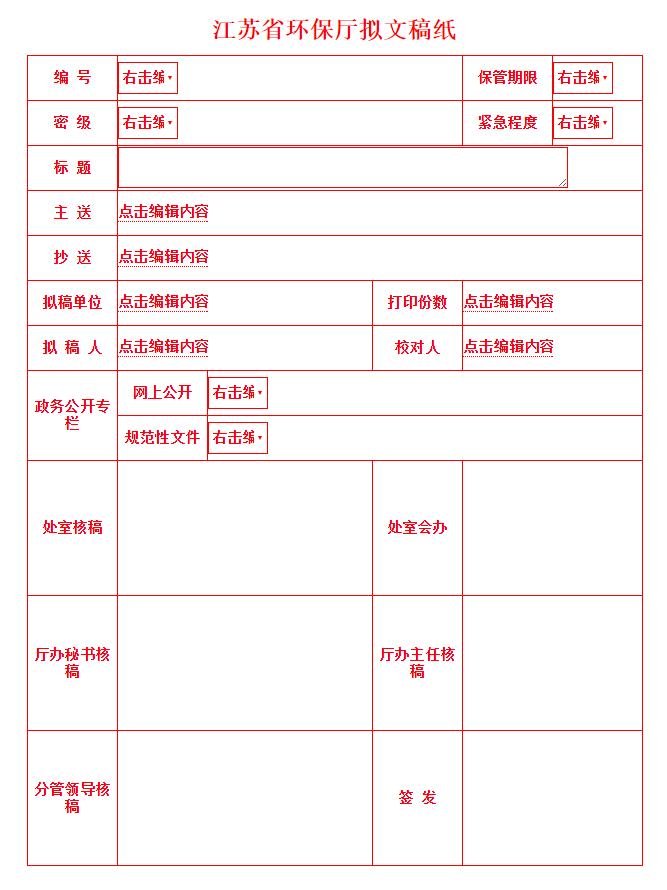 江苏省环保厅拟文稿纸
编 号 右击编 保管期限 右击编
密 级 右击编 紧急程度 右击编
标 题
主 送 点击编辑内容
抄 送 点击编辑内容
拟稿单位 点击编辑内容 打印份数 点击编辑内容
拟 稿 人 点击编辑内容 校对人 点击编辑内容
政务公开专
栏
网上公开 右击编
规范性文件 右击编
处室核稿 处室会办
厅办秘书核
稿
厅办主任核
稿
分管领导核
稿
签 发